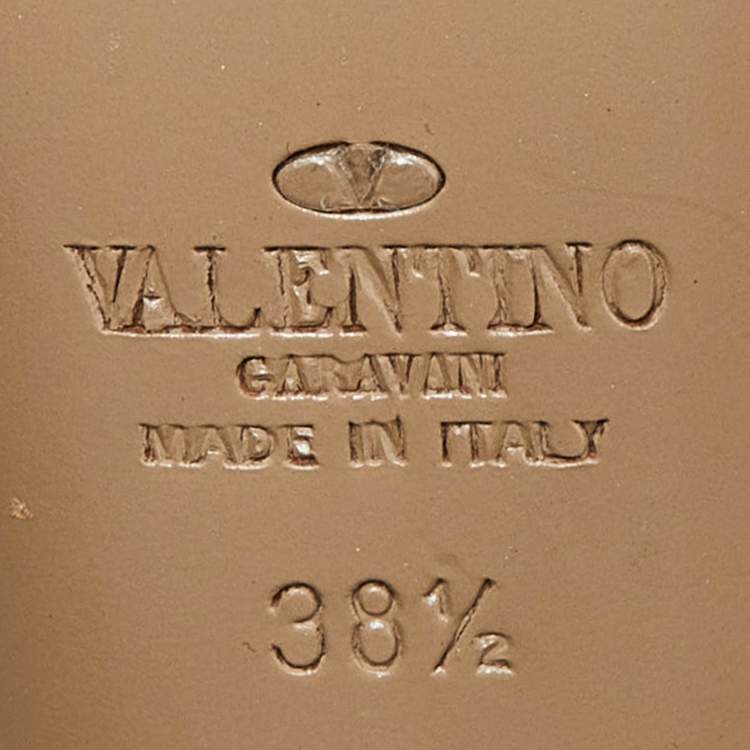 V
VALENTINO
GARAVANI
MADE IN ITALY
38½